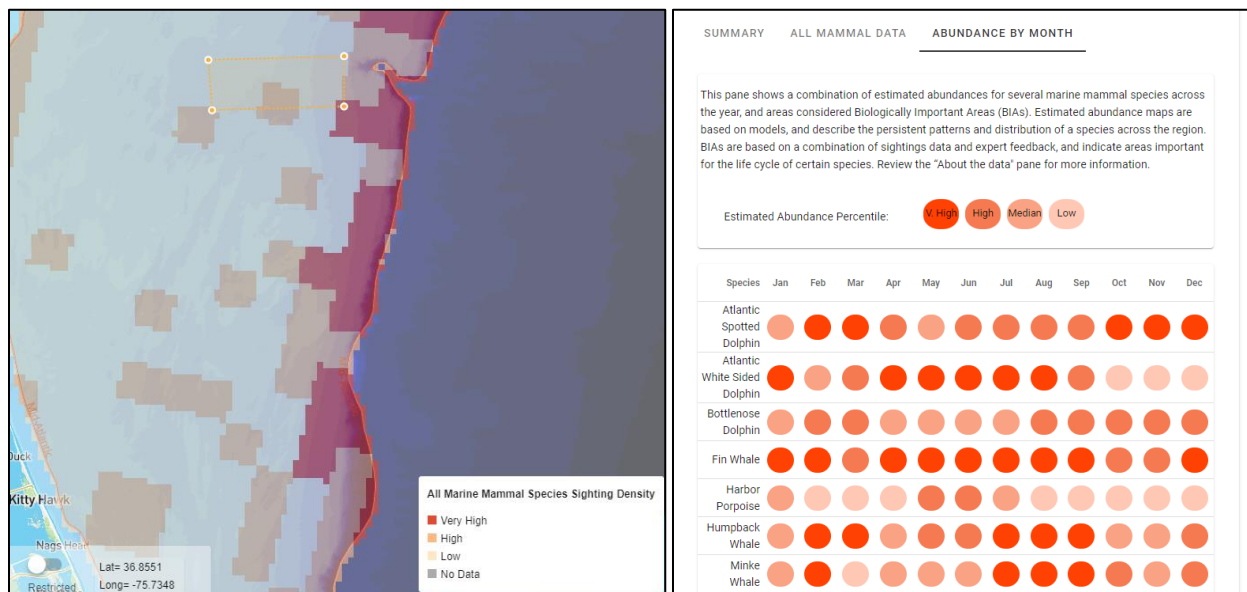 Mid-Atlantic
Duck
Kitty Hawk
Nags Head
Lat= 36.8551
Long= -75.7348
Restricted
All Marine Mammal Species Sighting Density
Very High
High
Low
No Data
SUMMARY ALL MAMMAL DATA ABUNDANCE BY MONTH
This pane shows a combination of estimated abundances for several marine mammal species across
the year, and areas considered Biologically Important Areas (BIAs). Estimated abundance maps are
based on models, and describe the persistent patterns and distribution of a species across the region.
BIAs are based on a combination of sightings data and expert feedback, and indicate areas important
for the life cycle of certain species. Review the "About the data" pane for more information.
Estimated Abundance Percentile: V. High High Median Low
Species Jan Feb Mar Apr May Jun Jul Aug Sep Oct Nov Dec
Atlantic
Spotted
Dolphin
Atlantic
White Sided
Dolphin
Bottlenose
Dolphin
Fin Whale
Harbor
Porpoise
Humpback
Whale
Minke
Whale